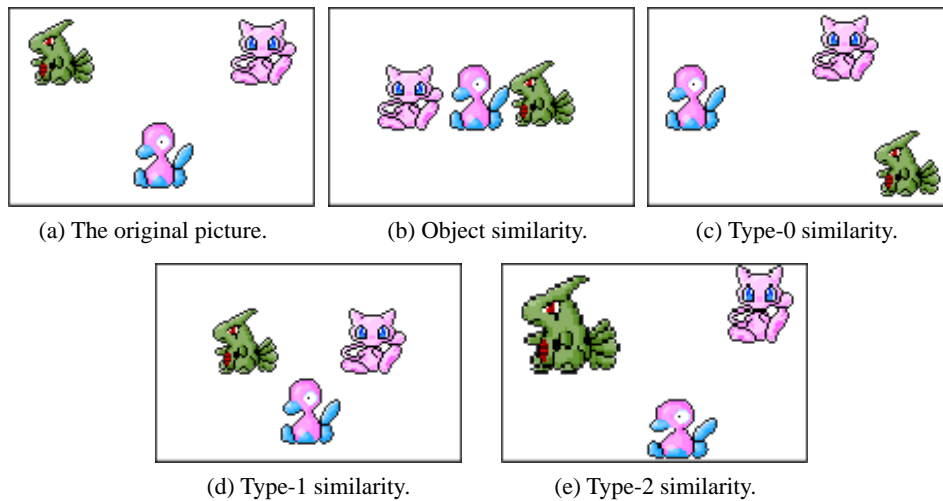 (a) The original picture.
(b) Object similarity.
(c) Type-0 similarity.
(d) Type-1 similarity.
(e) Type-2 similarity.